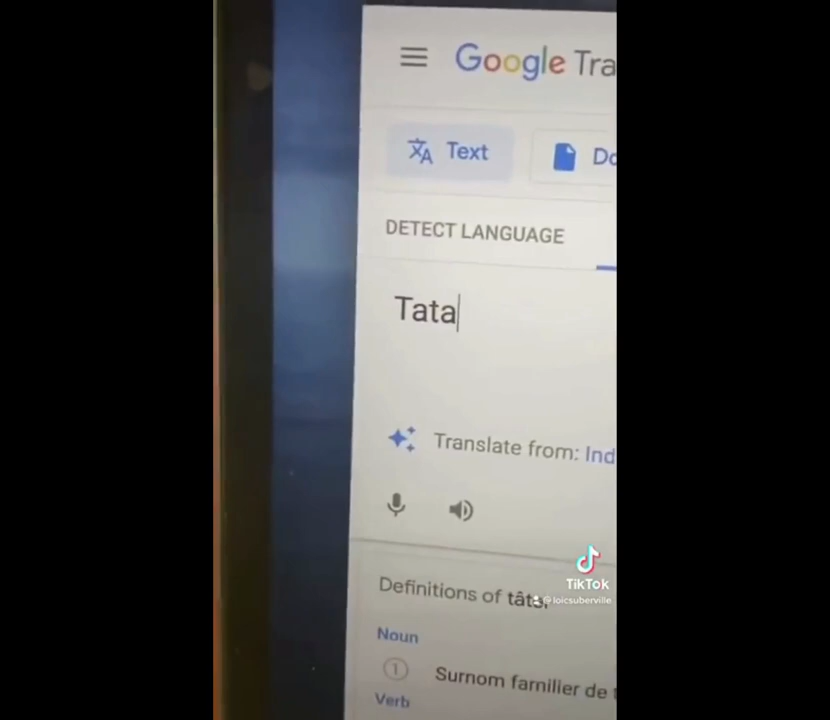 Google Tra
Text
Do
DETECT LANGUAGE
Tata
Translate from: Ind
TikTok
@loicsuberville
Definitions of tâta,
Noun
1
Surnom familier de t
Verb